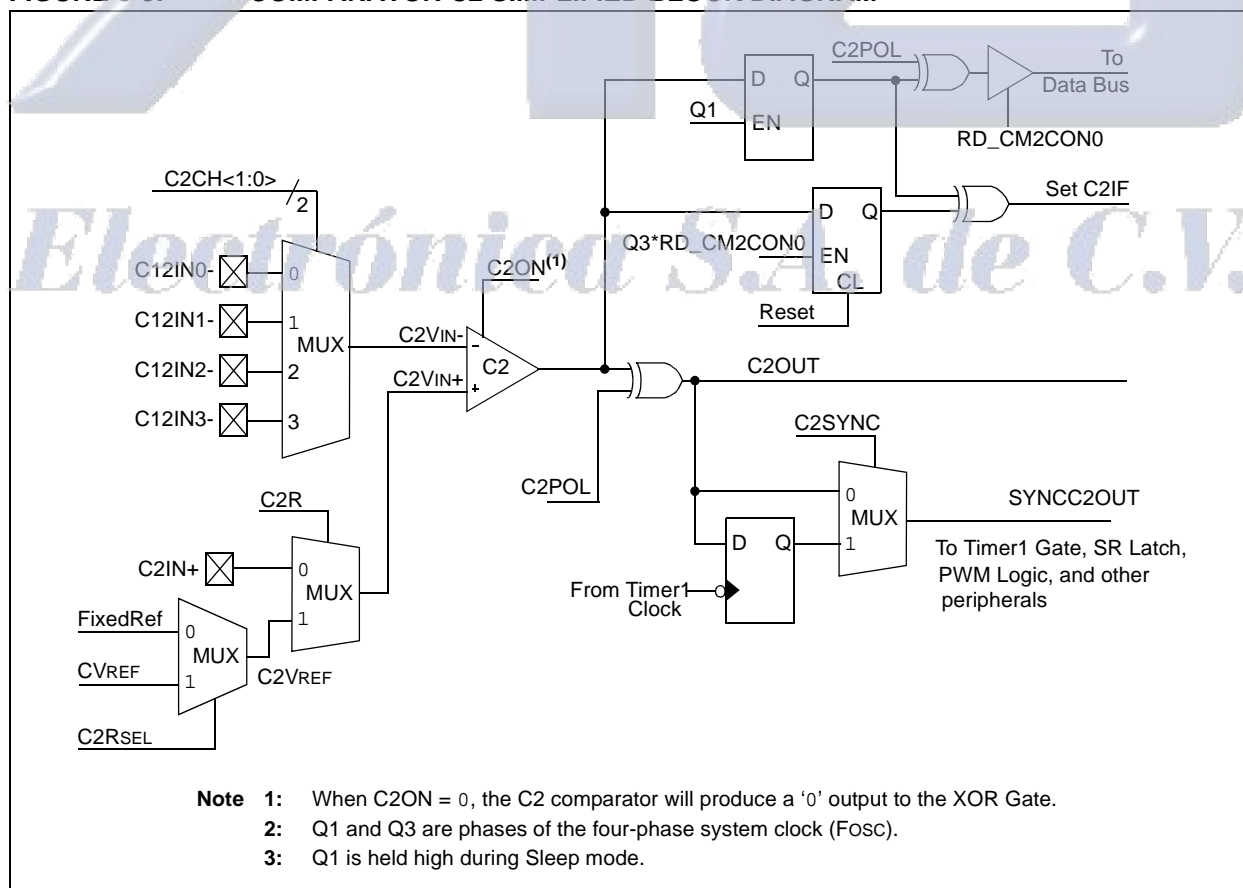 C2POL
To
Data Bus
D Q
Q1
EN
RD_CM2CON0
C2CH<1:0>
2
Set C2IF
D Q
Q3*RD_CM2CON0
EN
CL
Reset
Electrónica S.A. de C.V.
C12IN0-
0
C2ON(1)
C12IN1-
1
MUX
C2VIN-
-
C2
C12IN2-
2
C2VIN+
+
C2OUT
C12IN3-
3
C2SYNC
C2POL
C2R
0
MUX
SYNCC2OUT
D Q
1
C2IN+
0
MUX
To Timer1 Gate, SR Latch,
PWM Logic, and other
peripherals
From Timer1
Clock
FixedRef
0
1
MUX
CVREF
1
C2VREF
C2RSEL
Note 1: When C2ON = 0, the C2 comparator will produce a ‘0’ output to the XOR Gate.
2: Q1 and Q3 are phases of the four-phase system clock (FOSC).
3: Q1 is held high during Sleep mode.